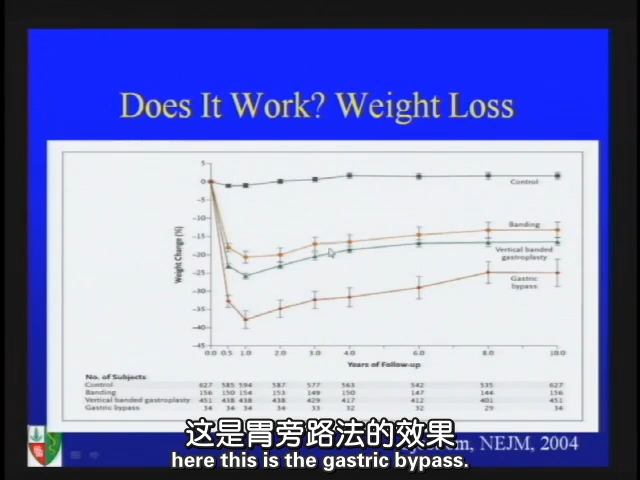 Does It Work? Weight Loss
5
0
-5
-10
-15
-20
-25
-30
-35
-40
-45
Weight Change (%)
Control
Banding
Vertical banded
gastroplasty
Gastric
bypass
0.0 0.5 1.0 2.0 3.0 4.0 6.0 8.0 10.0
Years of Follow-up
No. of Subjects
Control 627 585 594 587 577 563 542 535 627
Banding 156 150 154 153 149 150 147 144 156
Vertical banded gastroplasty 451 438 438 438 429 417 412 401 451
Gastric bypass 34 34 34 34 33 32 32 29 34
NEJM, 2004
这是胃旁路法的效果
here this is the gastric bypass.